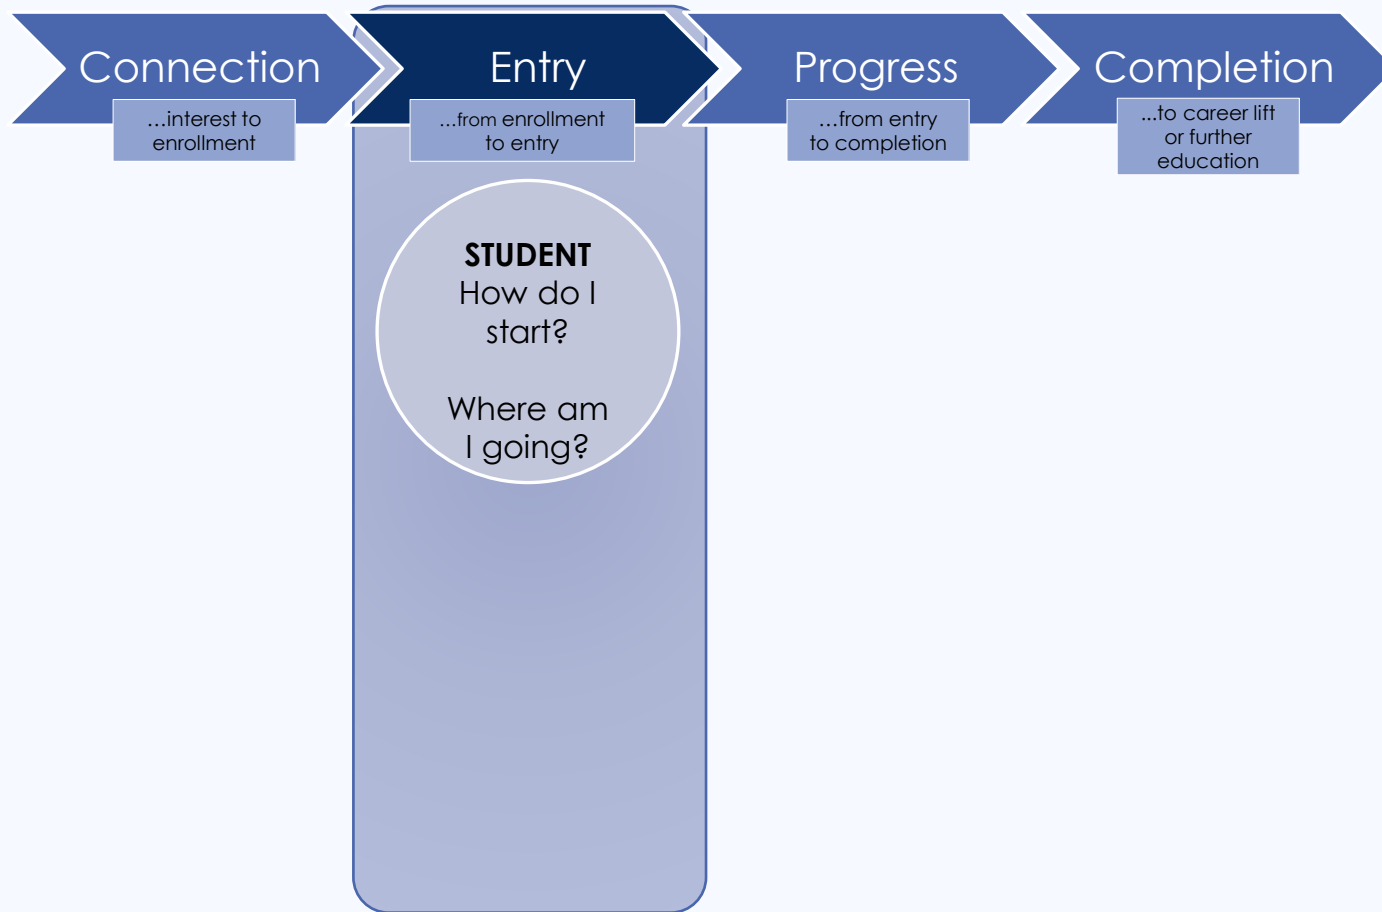 Connection
Entry
Progress
Completion
...interest to
enrollment
...from enrollment
to entry
...from entry
to completion
...to career lift
or further
education
STUDENT
How do I
start?
Where am
I going?